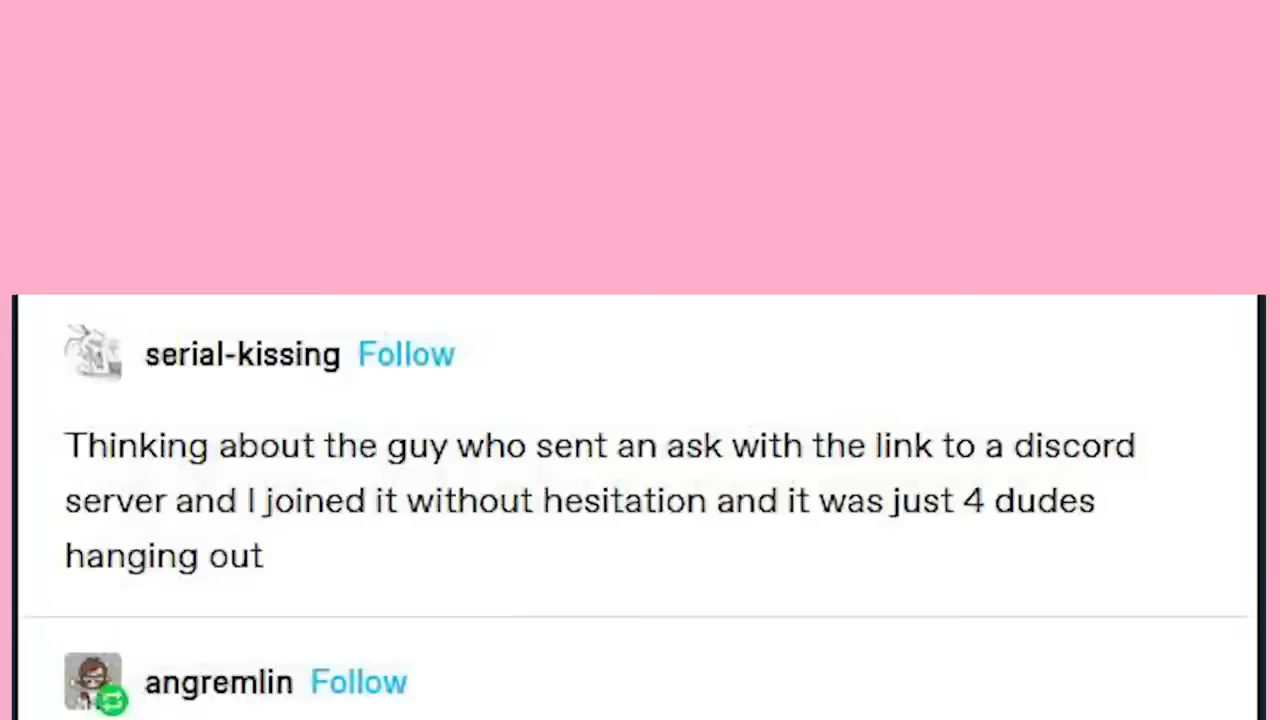 serial-kissing Follow
Thinking about the guy who sent an ask with the link to a discord
server and I joined it without hesitation and it was just 4 dudes
hanging out
angremlin Follow